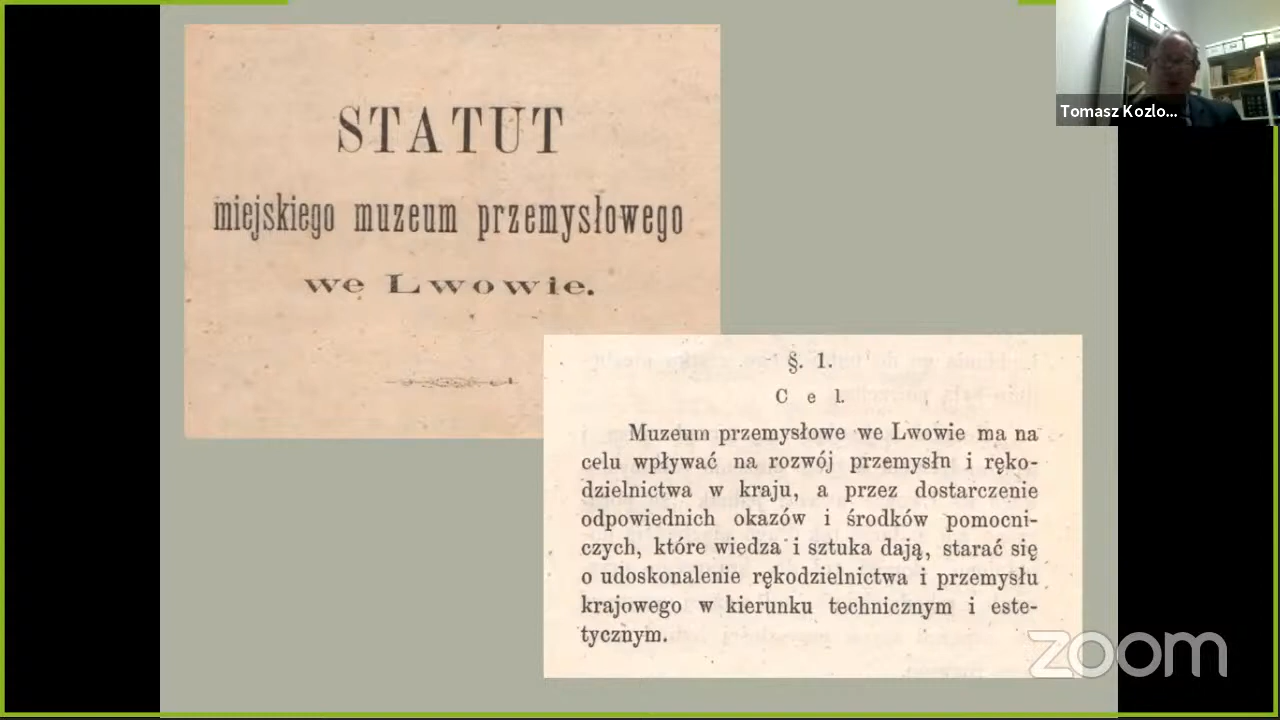 STATUT
miejskiego muzeum przemysłowego
we Lwowie.
§. 1.
Cel.
Muzeum przemysłowe we Lwowie ma na
celu wpływać na rozwój przemysłn i ręko-
dzielnictwa w kraju, a przez dostarczenie
odpowiednich okazów i środków pomocni-
czych, które wiedza i sztuka dają, starać się
o udoskonalenie rękodzielnictwa i przemysłu
krajowego w kierunku technicznym i este-
tycznym.
Tomasz Kozlo...
zoom